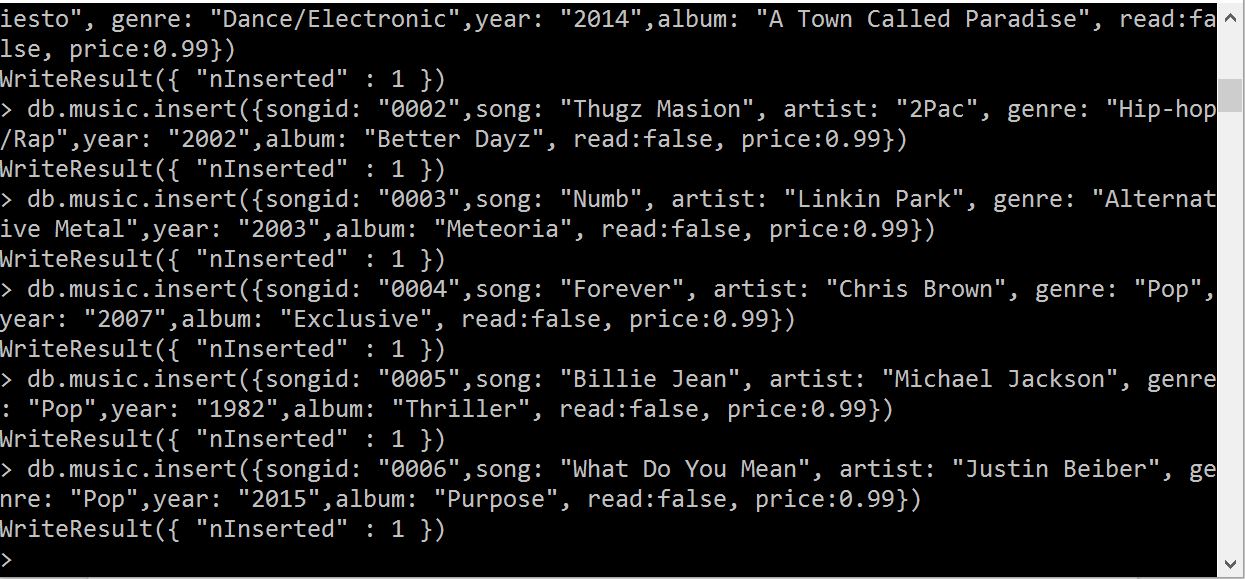 iesto", genre: "Dance/Electronic",year: "2014",album: "A Town Called Paradise", read:fa
lse, price:0.99})
WriteResult({ "nInserted" : 1 })
> db.music.insert({songid: "0002",song: "Thugz Masion", artist: "2Pac", genre: "Hip-hop
/Rap",year: "2002",album: "Better Dayz", read:false, price:0.99})
WriteResult({ "nInserted" : 1 })
> db.music.insert({songid: "0003",song: "Numb", artist: "Linkin Park", genre: "Alternat
ive Metal",year: "2003",album: "Meteoria", read:false, price:0.99})
WriteResult({ "nInserted" : 1 })
> db.music.insert({songid: "0004",song: "Forever", artist: "Chris Brown", genre: "Pop",
year: "2007",album: "Exclusive", read:false, price:0.99})
WriteResult({ "nInserted" : 1 })
> db.music.insert({songid: "0005",song: "Billie Jean", artist: "Michael Jackson", genre
: "Pop",year: "1982",album: "Thriller", read:false, price:0.99})
WriteResult({ "nInserted" : 1 })
> db.music.insert({songid: "0006",song: "What Do You Mean", artist: "Justin Beiber", ge
nre: "Pop",year: "2015",album: "Purpose", read:false, price:0.99})
WriteResult({ "nInserted" : 1 })
>